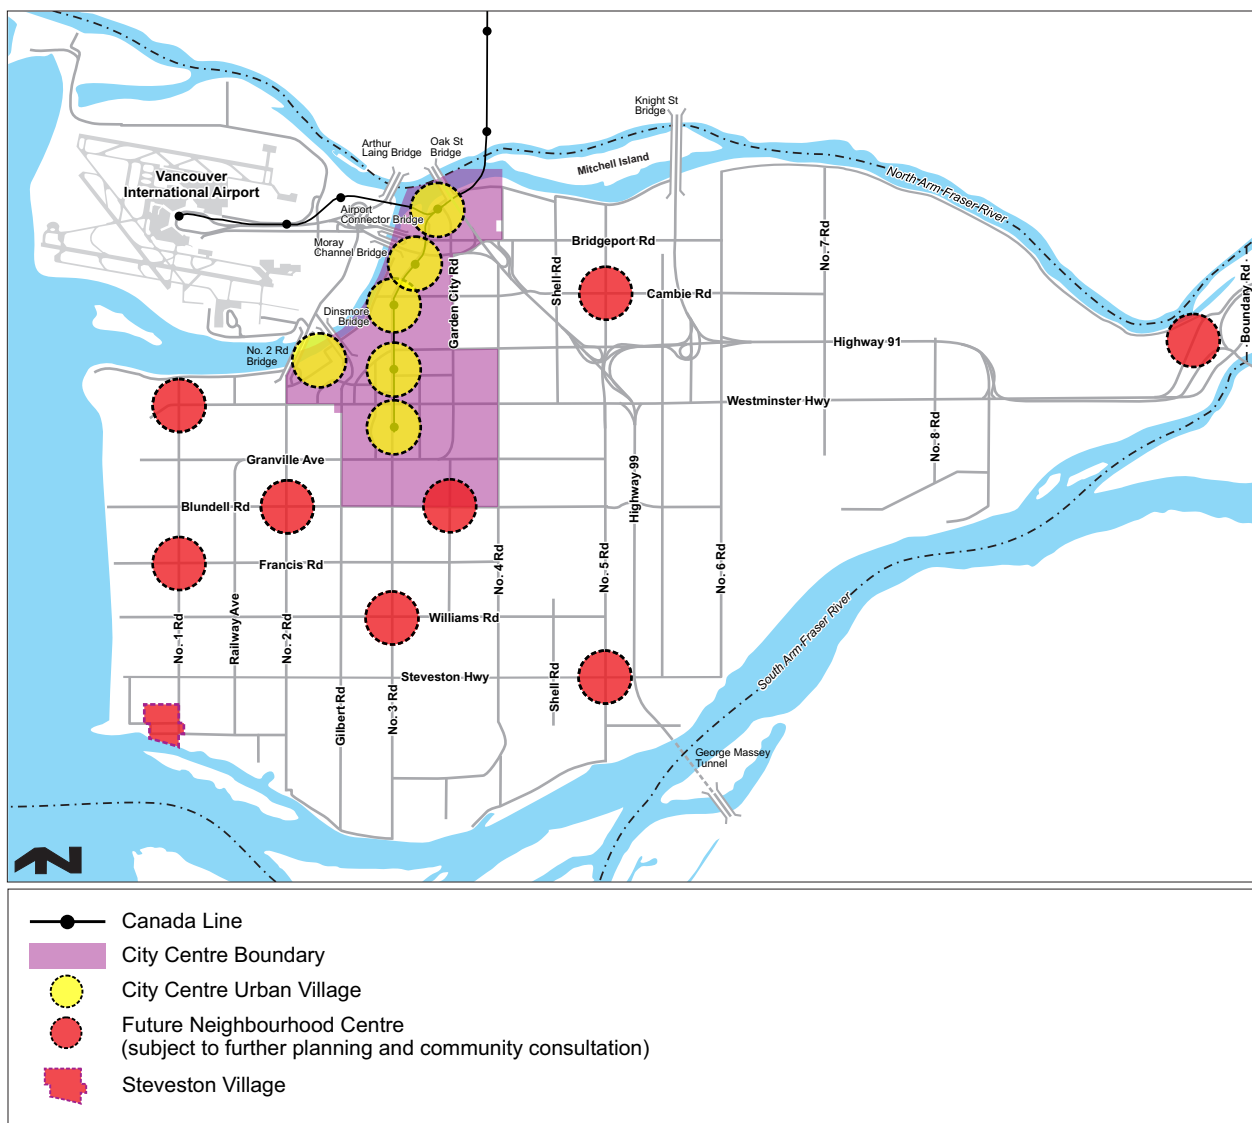 Knight St
Bridge
Arthur
Laing Bridge
Oak St
Bridge
Mitchell Island
Vancouver
International Airport
North Arm Fraser River
Airport
Connector Bridge
Moray
Channel Bridge
Bridgeport Rd
No. 7 Rd
Shell Rd
Garden City Rd
Cambie Rd
Boundary Rd
Dinsmore
Bridge
No. 2 Rd
Bridge
Highway 91
Westminster Hwy
No. 8 Rd
Granville Ave
Highway 99
Blundell Rd
Francis Rd
No. 4 Rd
No. 5 Rd
No. 6 Rd
Williams Rd
No. 1 Rd
Railway Ave
No. 2 Rd
South Arm Fraser River
Steveston Hwy
Shell Rd
Gilbert Rd
No. 3 Rd
George Massey
Tunnel
N
Canada Line
City Centre Boundary
City Centre Urban Village
Future Neighbourhood Centre
(subject to further planning and community consultation)
Steveston Village